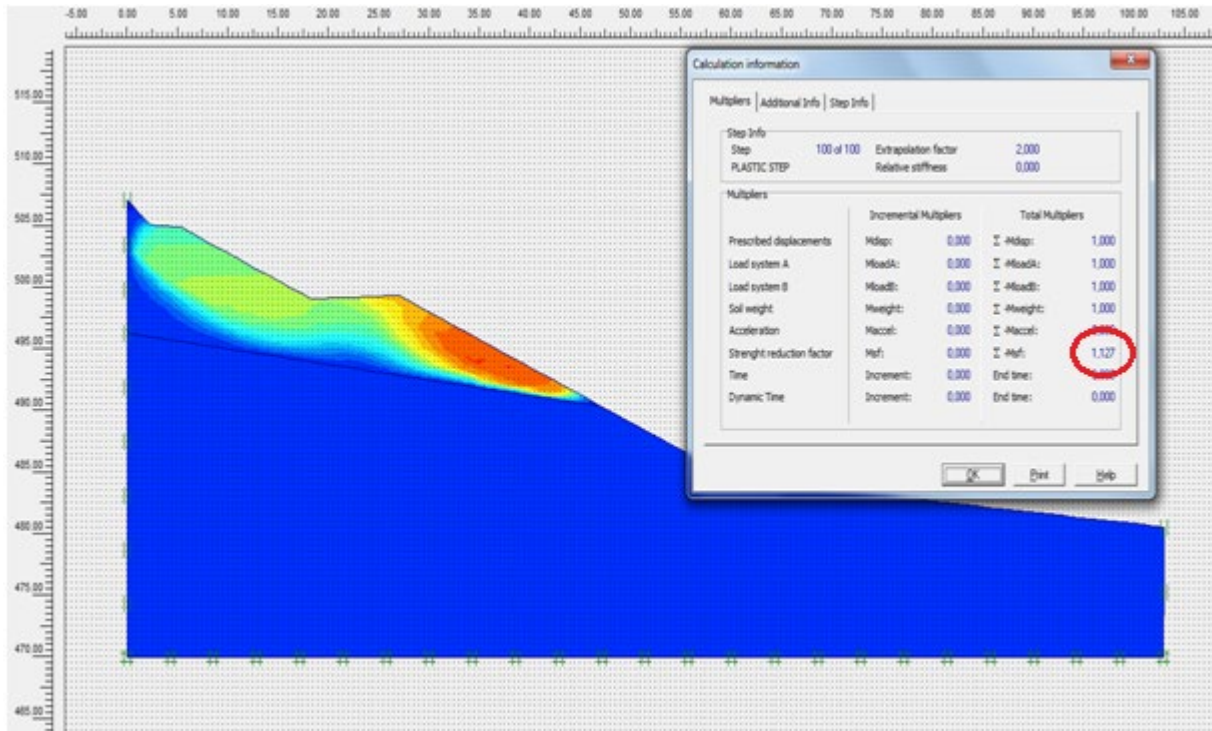 -5.00 0.00 5.00 10.00 15.00 20.00 25.00 30.00 35.00 40.00 45.00 50.00 55.00 60.00 65.00 70.00 75.00 80.00 85.00 90.00 95.00 100.00 105.00
515.00
510.00
505.00
500.00
495.00
490.00
485.00
480.00
475.00
470.00
465.00
Calculation information
Multipliers Additional Info Step Info
Step Info
Step 100 of 100 Extrapolation factor 2,000
PLASTIC STEP Relative stiffness 0,000
Multipliers
Incremental Multipliers Total Multipliers
Prescribed displacements Mdisp: 0,000 Σ -Mdisp: 1,000
Load system A MloadA: 0,000 Σ -MloadA: 1,000
Load system B MloadB: 0,000 Σ -MloadB: 1,000
Soil weight Mweight: 0,000 Σ -Mweight: 1,000
Acceleration Maccel: 0,000 Σ -Maccel:
Strenght reduction factor Msf: 0,000 Σ -Msf: 1,127
Time Increment: 0,000 End time:
Dynamic Time Increment: 0,000 End time: 0,000
OK Print Help